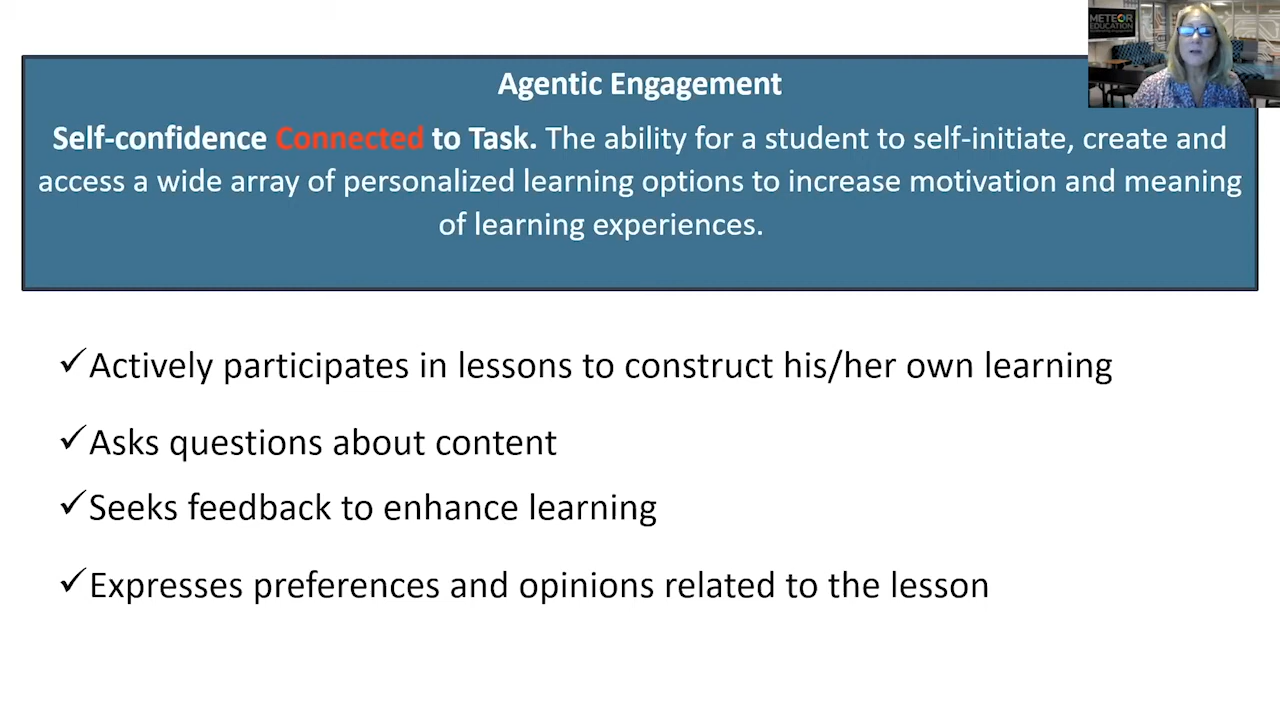 METEOR
EDUCATION
Agentic Engagement
Self-confidence Connected to Task. The ability for a student to self-initiate, create and
access a wide array of personalized learning options to increase motivation and meaning
of learning experiences.
✓Actively participates in lessons to construct his/her own learning
✓Asks questions about content
✓Seeks feedback to enhance learning
✓Expresses preferences and opinions related to the lesson